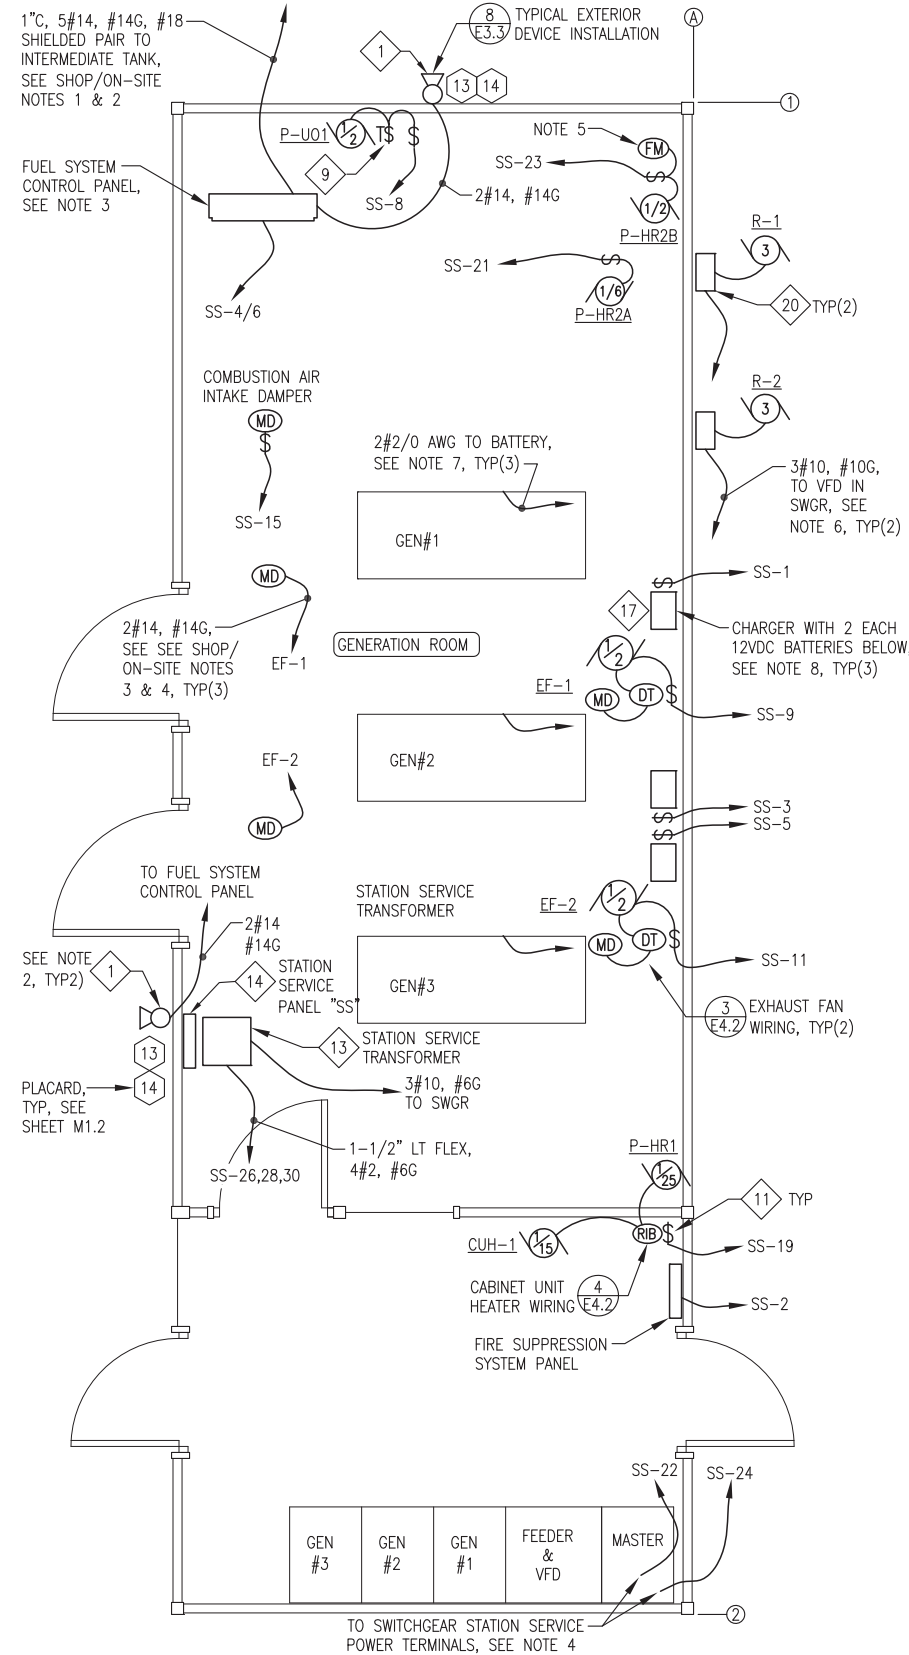 1"C, 5#14, #14G, #18
SHIELDED PAIR TO
INTERMEDIATE TANK,
SEE SHOP/ON-SITE
NOTES 1 & 2
8
E3.3
TYPICAL EXTERIOR
DEVICE INSTALLATION
A
1
13
14
1
P-UO1
1/2
TS
$
9
SS-8
2#14, #14G
NOTE 5
FM
SS-23
$
1/2
P-HR2B
FUEL SYSTEM
CONTROL PANEL,
SEE NOTE 3
SS-4/6
SS-21
$
1/6
P-HR2A
R-1
3
20
TYP(2)
COMBUSTION AIR
INTAKE DAMPER
MD
$
SS-15
R-2
3
2#2/0 AWG TO BATTERY,
SEE NOTE 7, TYP(3)
3#10, #10G,
TO VFD IN
SWGR, SEE
NOTE 6, TYP(2)
GEN#1
MD
2#14, #14G,
SEE SEE SHOP/
ON-SITE NOTES
3 & 4, TYP(3)
EF-1
GENERATION ROOM
$
SS-1
17
CHARGER WITH 2 EACH
12VDC BATTERIES BELOW
SEE NOTE 8, TYP(3)
1/2
EF-1
MD
DT
$
SS-9
EF-2
MD
GEN#2
$
SS-3
$
SS-5
TO FUEL SYSTEM
CONTROL PANEL
2#14
#14G
STATION SERVICE
TRANSFORMER
EF-2
1/2
MD
DT
$
SS-11
SEE NOTE
2, TYP2)
1
14
STATION
SERVICE
PANEL "SS"
GEN#3
3
E4.2
EXHAUST FAN
WIRING, TYP(2)
13
14
13
STATION SERVICE
TRANSFORMER
PLACARD,
TYP, SEE
SHEET M1.2
3#10, #6G
TO SWGR
1-1/2" LT FLEX,
4#2, #6G
SS-26,28,30
P-HR1
1/25
11
TYP
CUH-1
1/15
RIB
$
SS-19
CABINET UNIT
HEATER WIRING
4
E4.2
SS-2
FIRE SUPPRESSION
SYSTEM PANEL
SS-22
SS-24
GEN
#3
GEN
#2
GEN
#1
FEEDER
&
VFD
MASTER
2
TO SWITCHGEAR STATION SERVICE
POWER TERMINALS, SEE NOTE 4